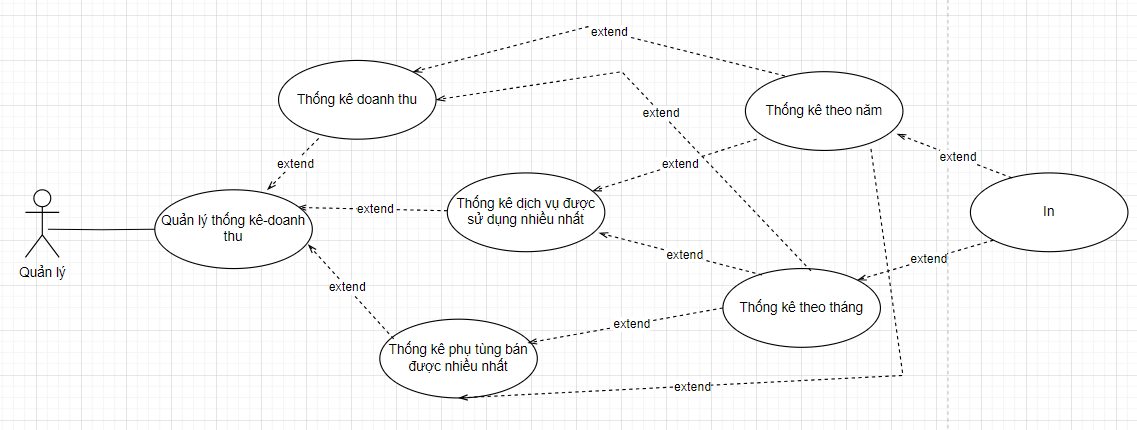 extend
Thống kê doanh thu
extend
Thống kê theo năm
extend
extend
extend
Quản lý thống kê-doanh
thu
extend
Thống kê dịch vụ được
sử dụng nhiều nhất
In
extend
extend
Quản lý
extend
Thống kê theo tháng
extend
Thống kê phụ tùng bán
được nhiều nhất
extend
extend